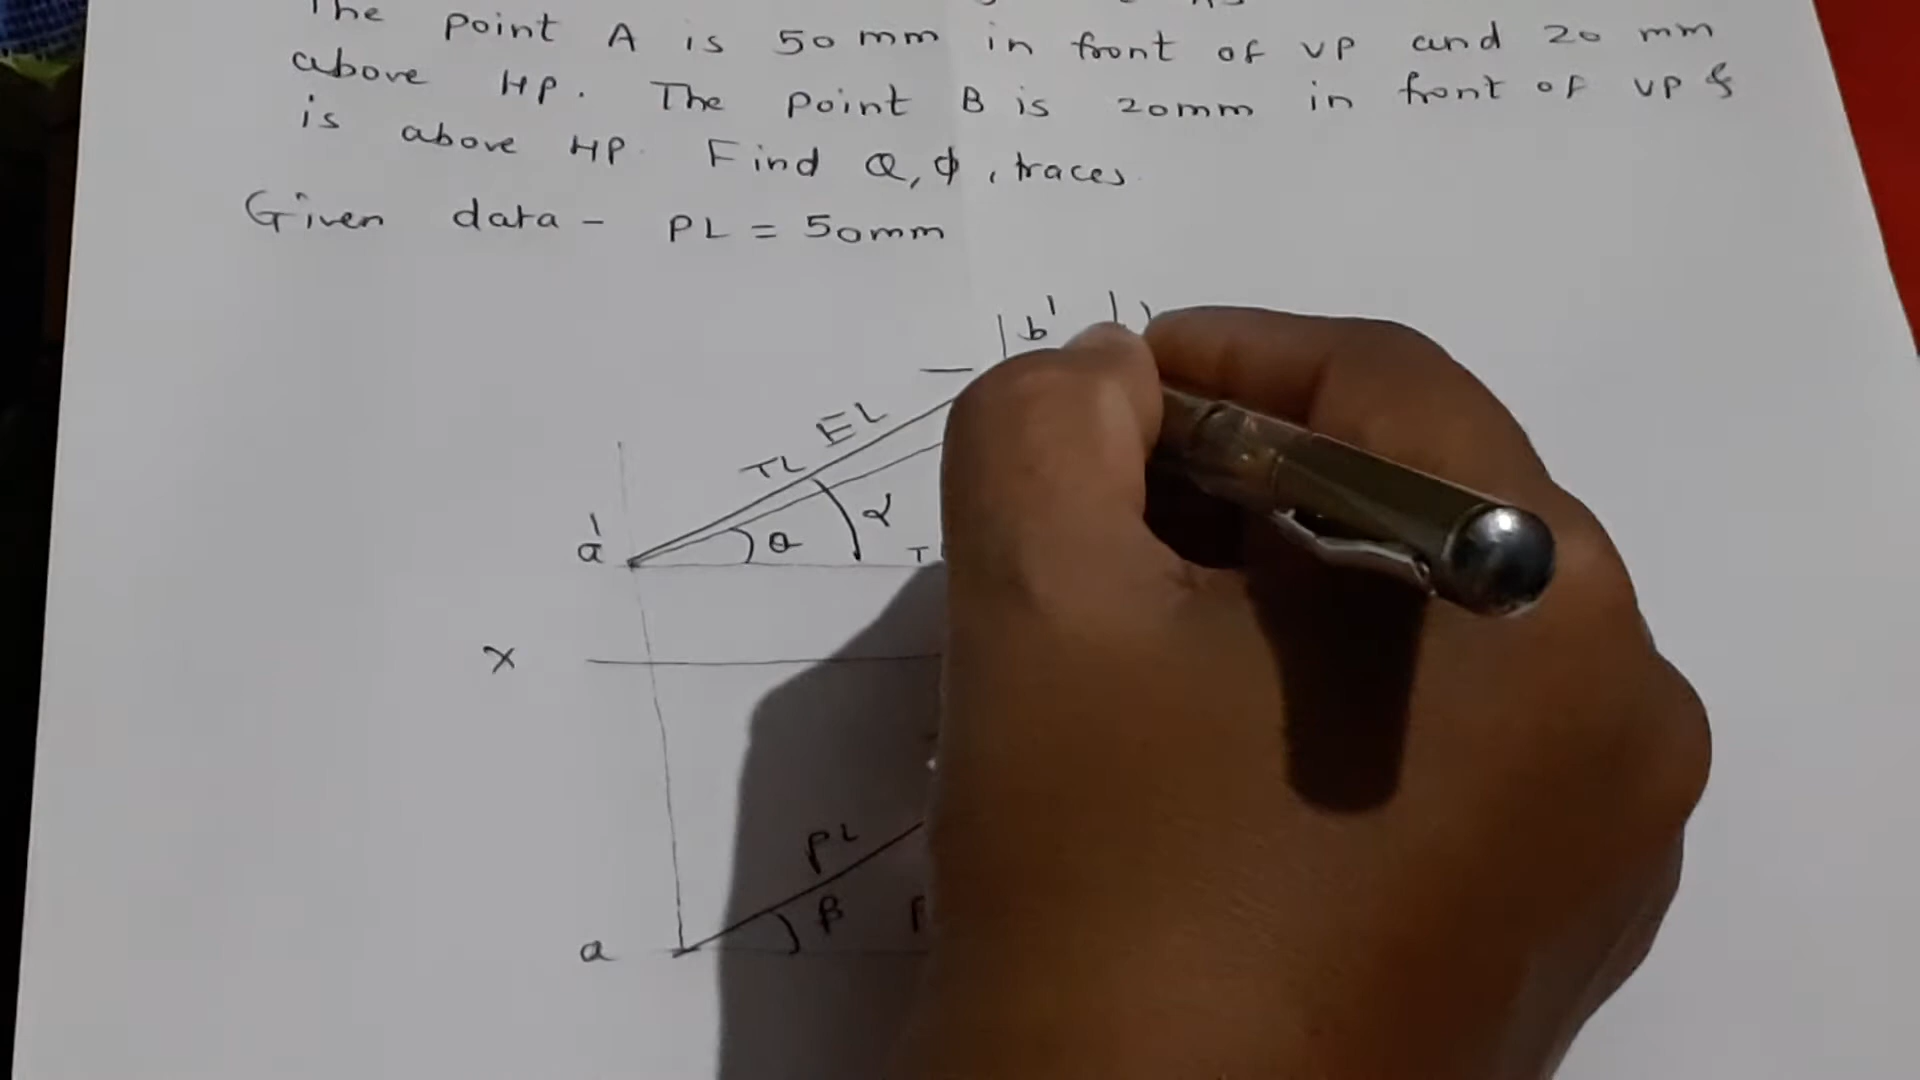 The point A is 50 mm in front of VP and 20 mm
above HP. The point B is 20mm in front of VP &
is above HP. Find θ, ϕ, traces.
Given data - PL = 50mm
b'
EL
TL
α
a'
θ
T
X
PL
β
a